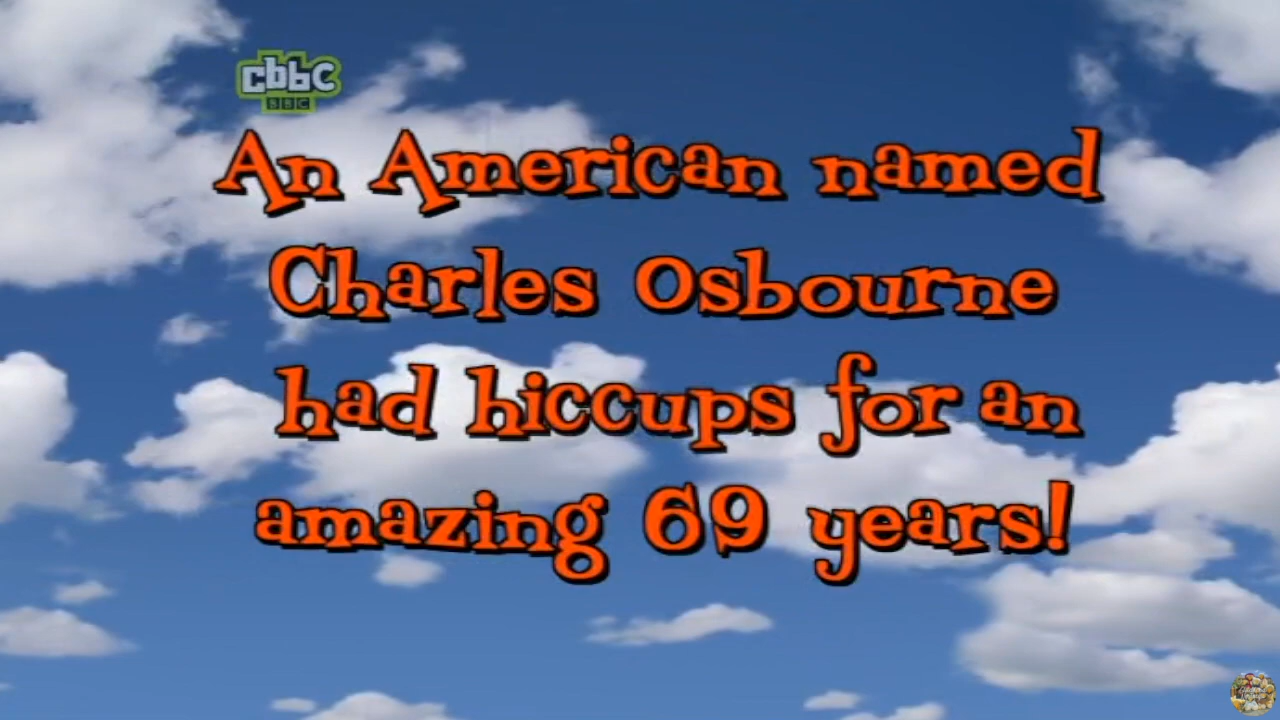 cbbc
BBC
An American named
Charles Osbourne
had hiccups for an
amazing 69 years!